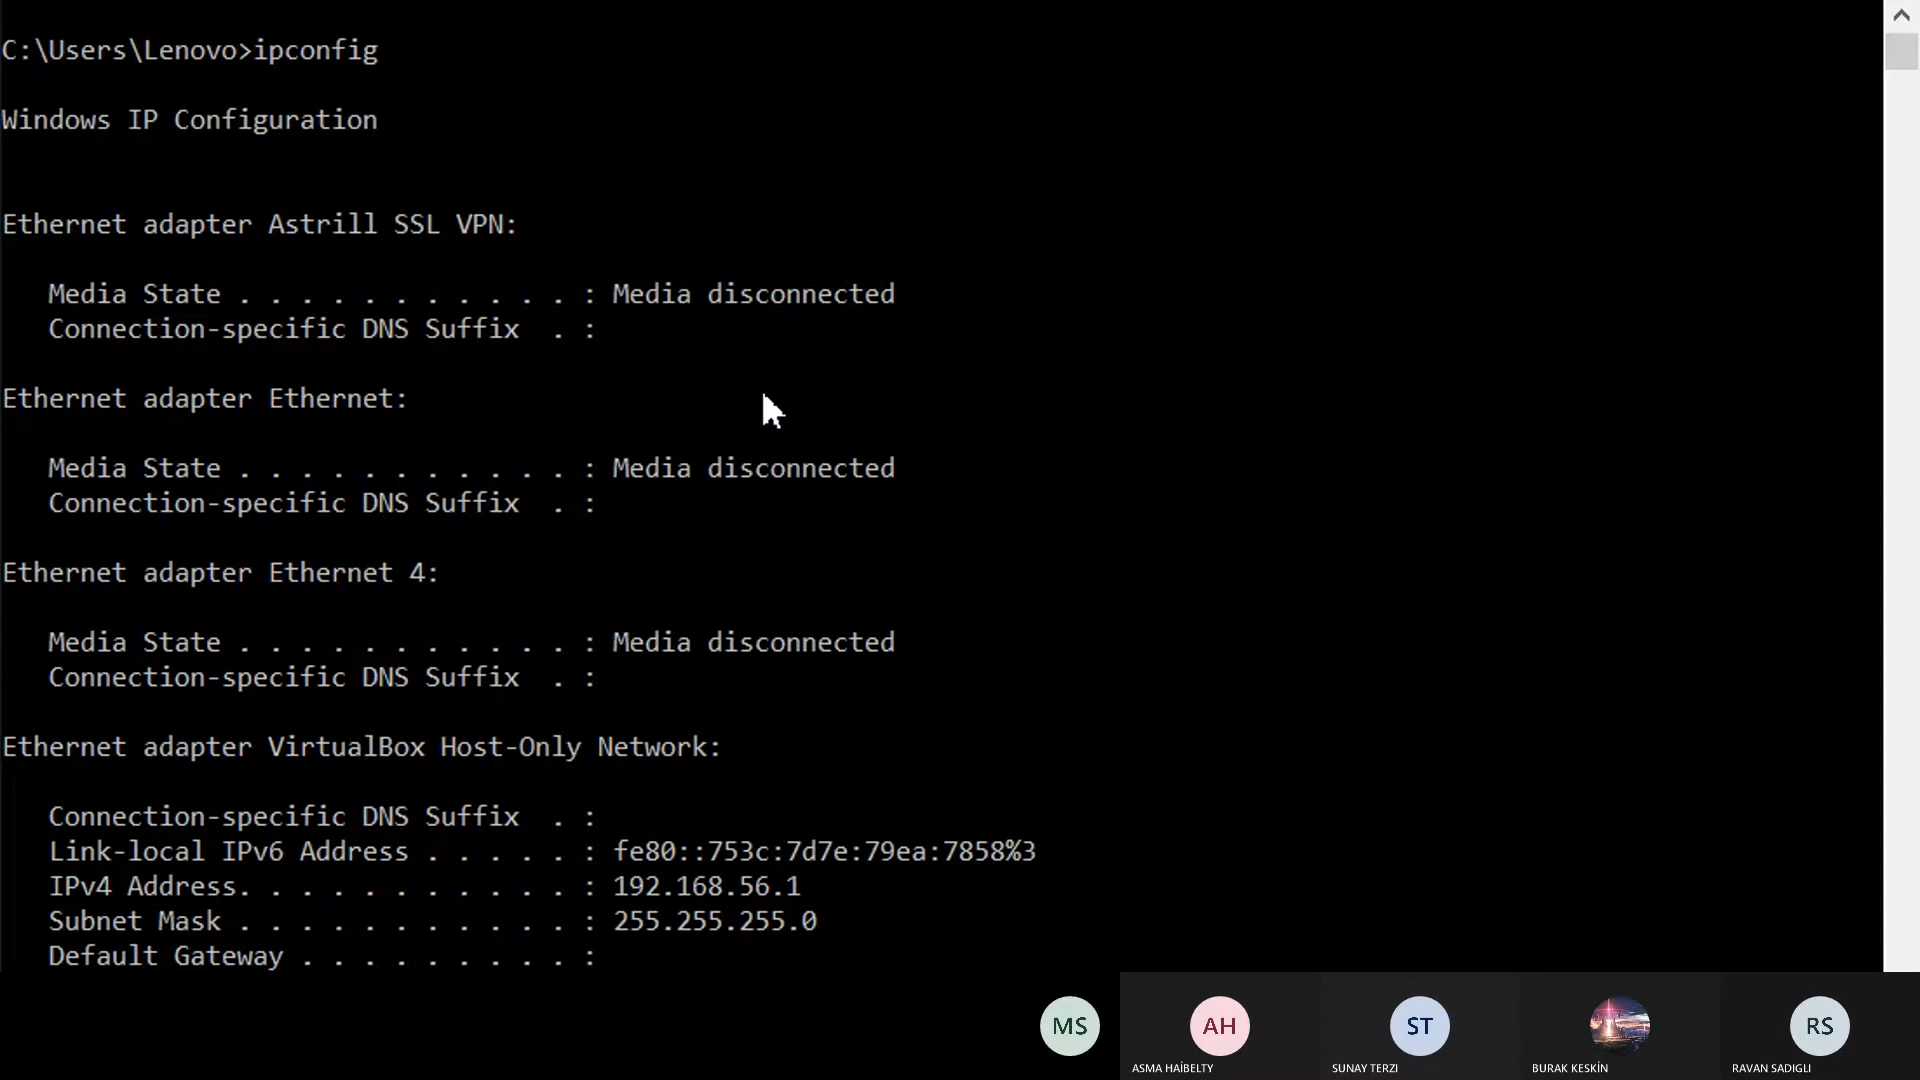 C:\Users\Lenovo>ipconfig
Windows IP Configuration
Ethernet adapter Astrill SSL VPN:
Media State . . . . . . . . . . . : Media disconnected
Connection-specific DNS Suffix  . :
Ethernet adapter Ethernet:
Media State . . . . . . . . . . . : Media disconnected
Connection-specific DNS Suffix  . :
Ethernet adapter Ethernet 4:
Media State . . . . . . . . . . . : Media disconnected
Connection-specific DNS Suffix  . :
Ethernet adapter VirtualBox Host-Only Network:
Connection-specific DNS Suffix  . :
Link-local IPv6 Address . . . . . : fe80::753c:7d7e:79ea:7858%3
IPv4 Address. . . . . . . . . . . : 192.168.56.1
Subnet Mask . . . . . . . . . . . : 255.255.255.0
Default Gateway . . . . . . . . . :
MS AH ST RS
ASMA HAİBELTY SUNAY TERZI BURAK KESKİN RAVAN SADIGLI